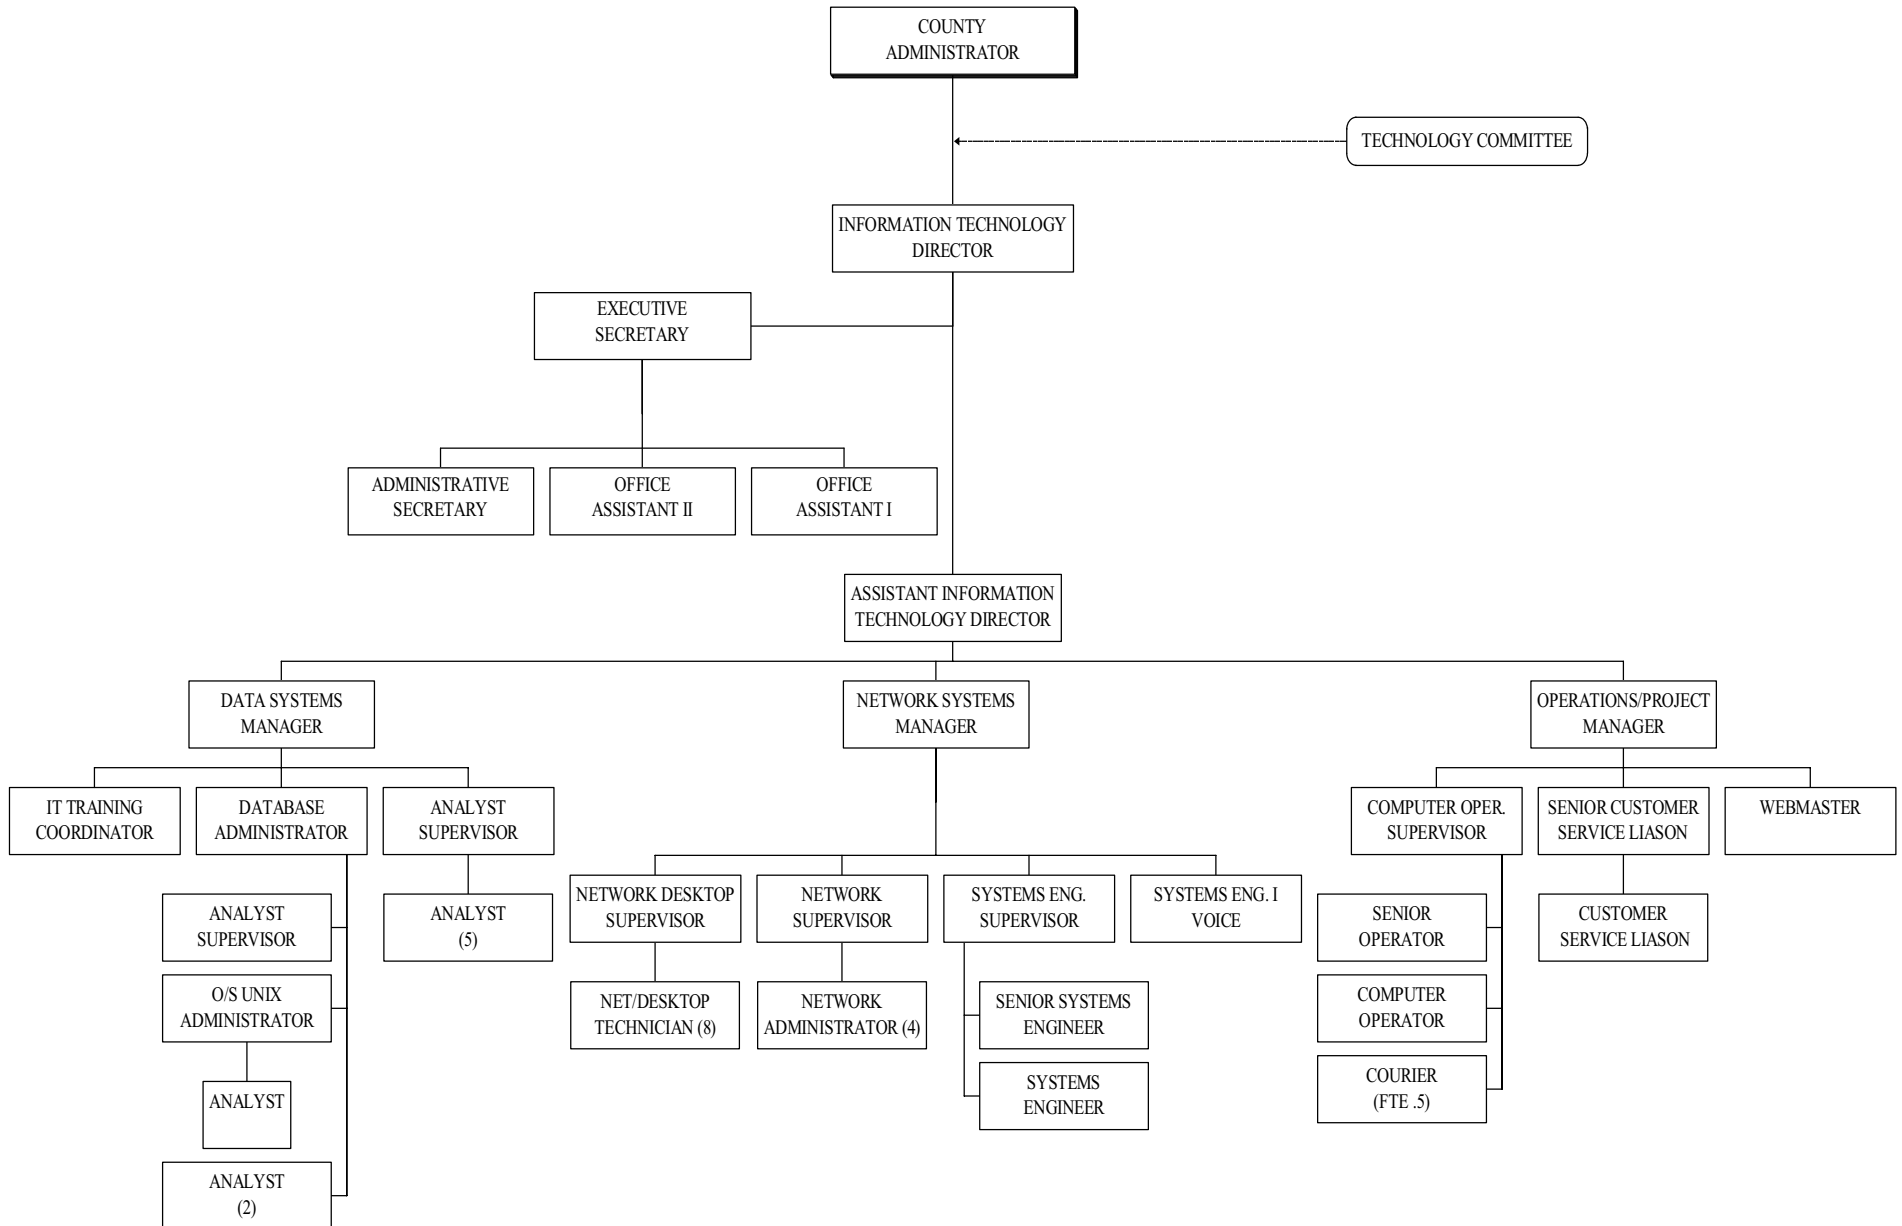 COUNTY
ADMINISTRATOR
TECHNOLOGY COMMITTEE
INFORMATION TECHNOLOGY
DIRECTOR
EXECUTIVE
SECRETARY
ADMINISTRATIVE
SECRETARY
OFFICE
ASSISTANT II
OFFICE
ASSISTANT I
ASSISTANT INFORMATION
TECHNOLOGY DIRECTOR
DATA SYSTEMS
MANAGER
NETWORK SYSTEMS
MANAGER
OPERATIONS/PROJECT
MANAGER
IT TRAINING
COORDINATOR
DATABASE
ADMINISTRATOR
ANALYST
SUPERVISOR
COMPUTER OPER.
SUPERVISOR
SENIOR CUSTOMER
SERVICE LIASON
WEBMASTER
ANALYST
SUPERVISOR
ANALYST
(5)
NETWORK DESKTOP
SUPERVISOR
NETWORK
SUPERVISOR
SYSTEMS ENG.
SUPERVISOR
SYSTEMS ENG. I
VOICE
SENIOR
OPERATOR
CUSTOMER
SERVICE LIASON
O/S UNIX
ADMINISTRATOR
NET/DESKTOP
TECHNICIAN (8)
NETWORK
ADMINISTRATOR (4)
SENIOR SYSTEMS
ENGINEER
COMPUTER
OPERATOR
ANALYST
SYSTEMS
ENGINEER
COURIER
(FTE .5)
ANALYST
(2)